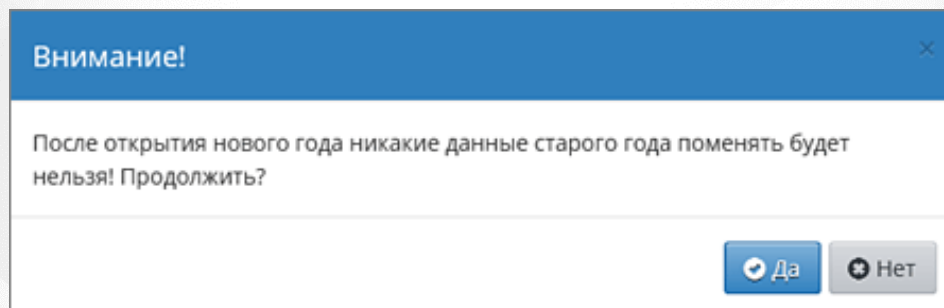 Внимание!
После открытия нового года никакие данные старого года поменять будет
нельзя! Продолжить?
Да Нет